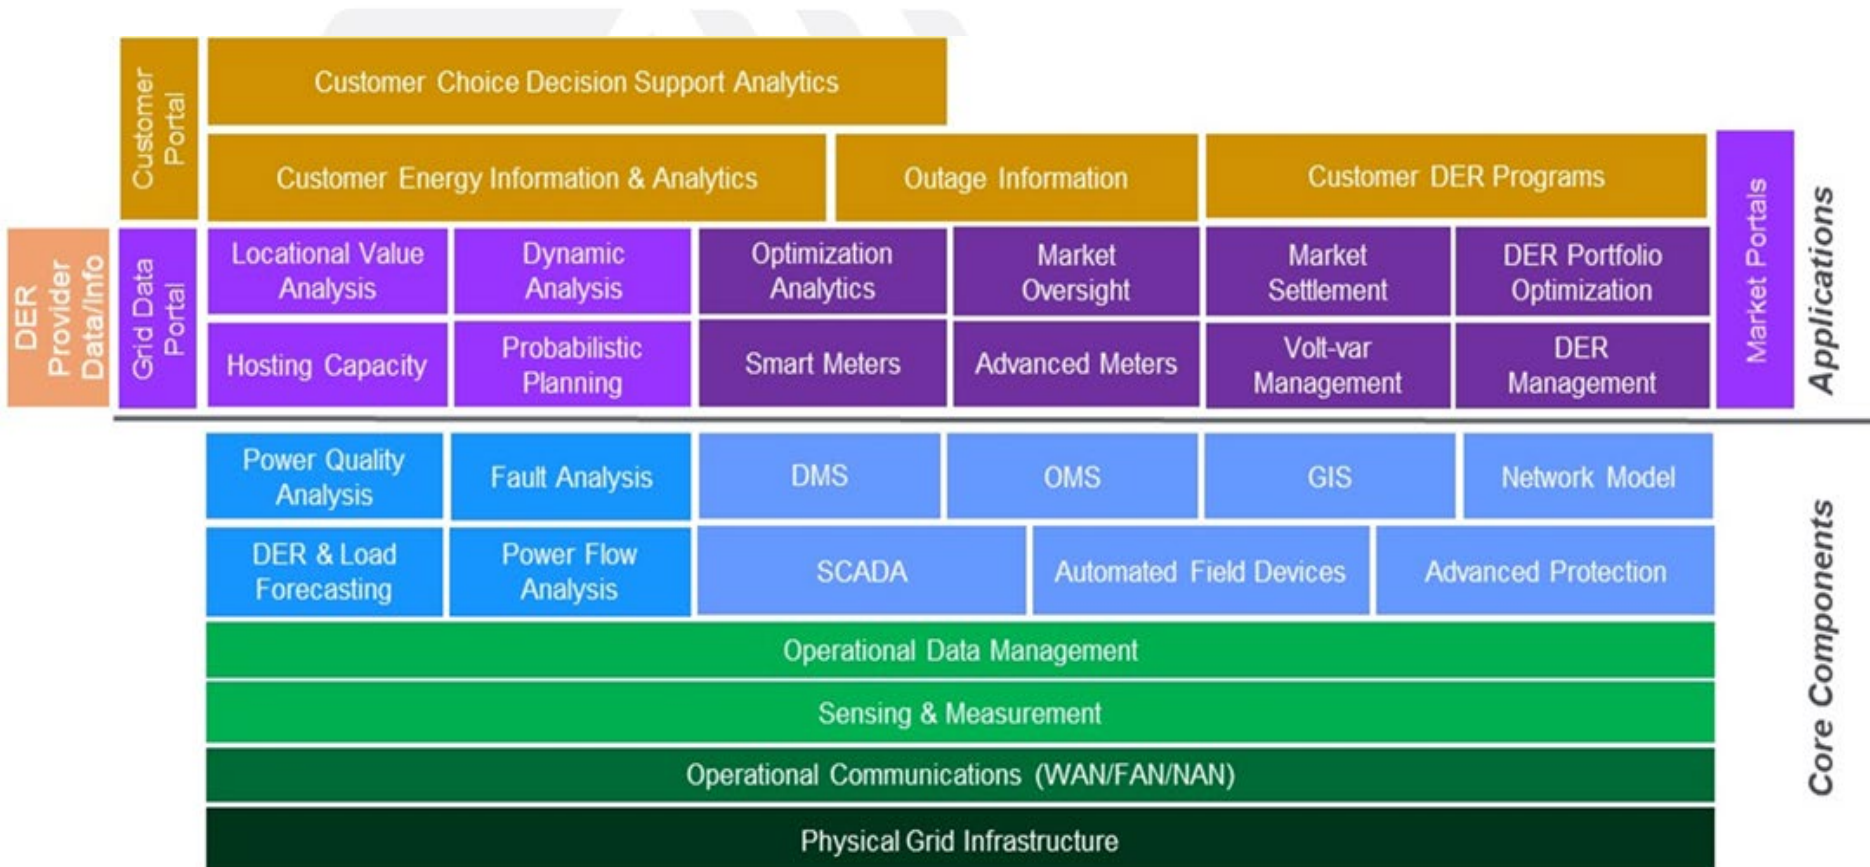 Customer
Portal
Customer Choice Decision Support Analytics
Customer Energy Information & Analytics
Outage Information
Customer DER Programs
DER
Provider
Data/Info
Grid Data
Portal
Locational Value
Analysis
Dynamic
Analysis
Optimization
Analytics
Market
Oversight
Market
Settlement
DER Portfolio
Optimization
Hosting Capacity
Probabilistic
Planning
Smart Meters
Advanced Meters
Volt-var
Management
DER
Management
Market Portals
Applications
Power Quality
Analysis
Fault Analysis
DMS
OMS
GIS
Network Model
DER & Load
Forecasting
Power Flow
Analysis
SCADA
Automated Field Devices
Advanced Protection
Operational Data Management
Sensing & Measurement
Operational Communications (WAN/FAN/NAN)
Physical Grid Infrastructure
Core Components